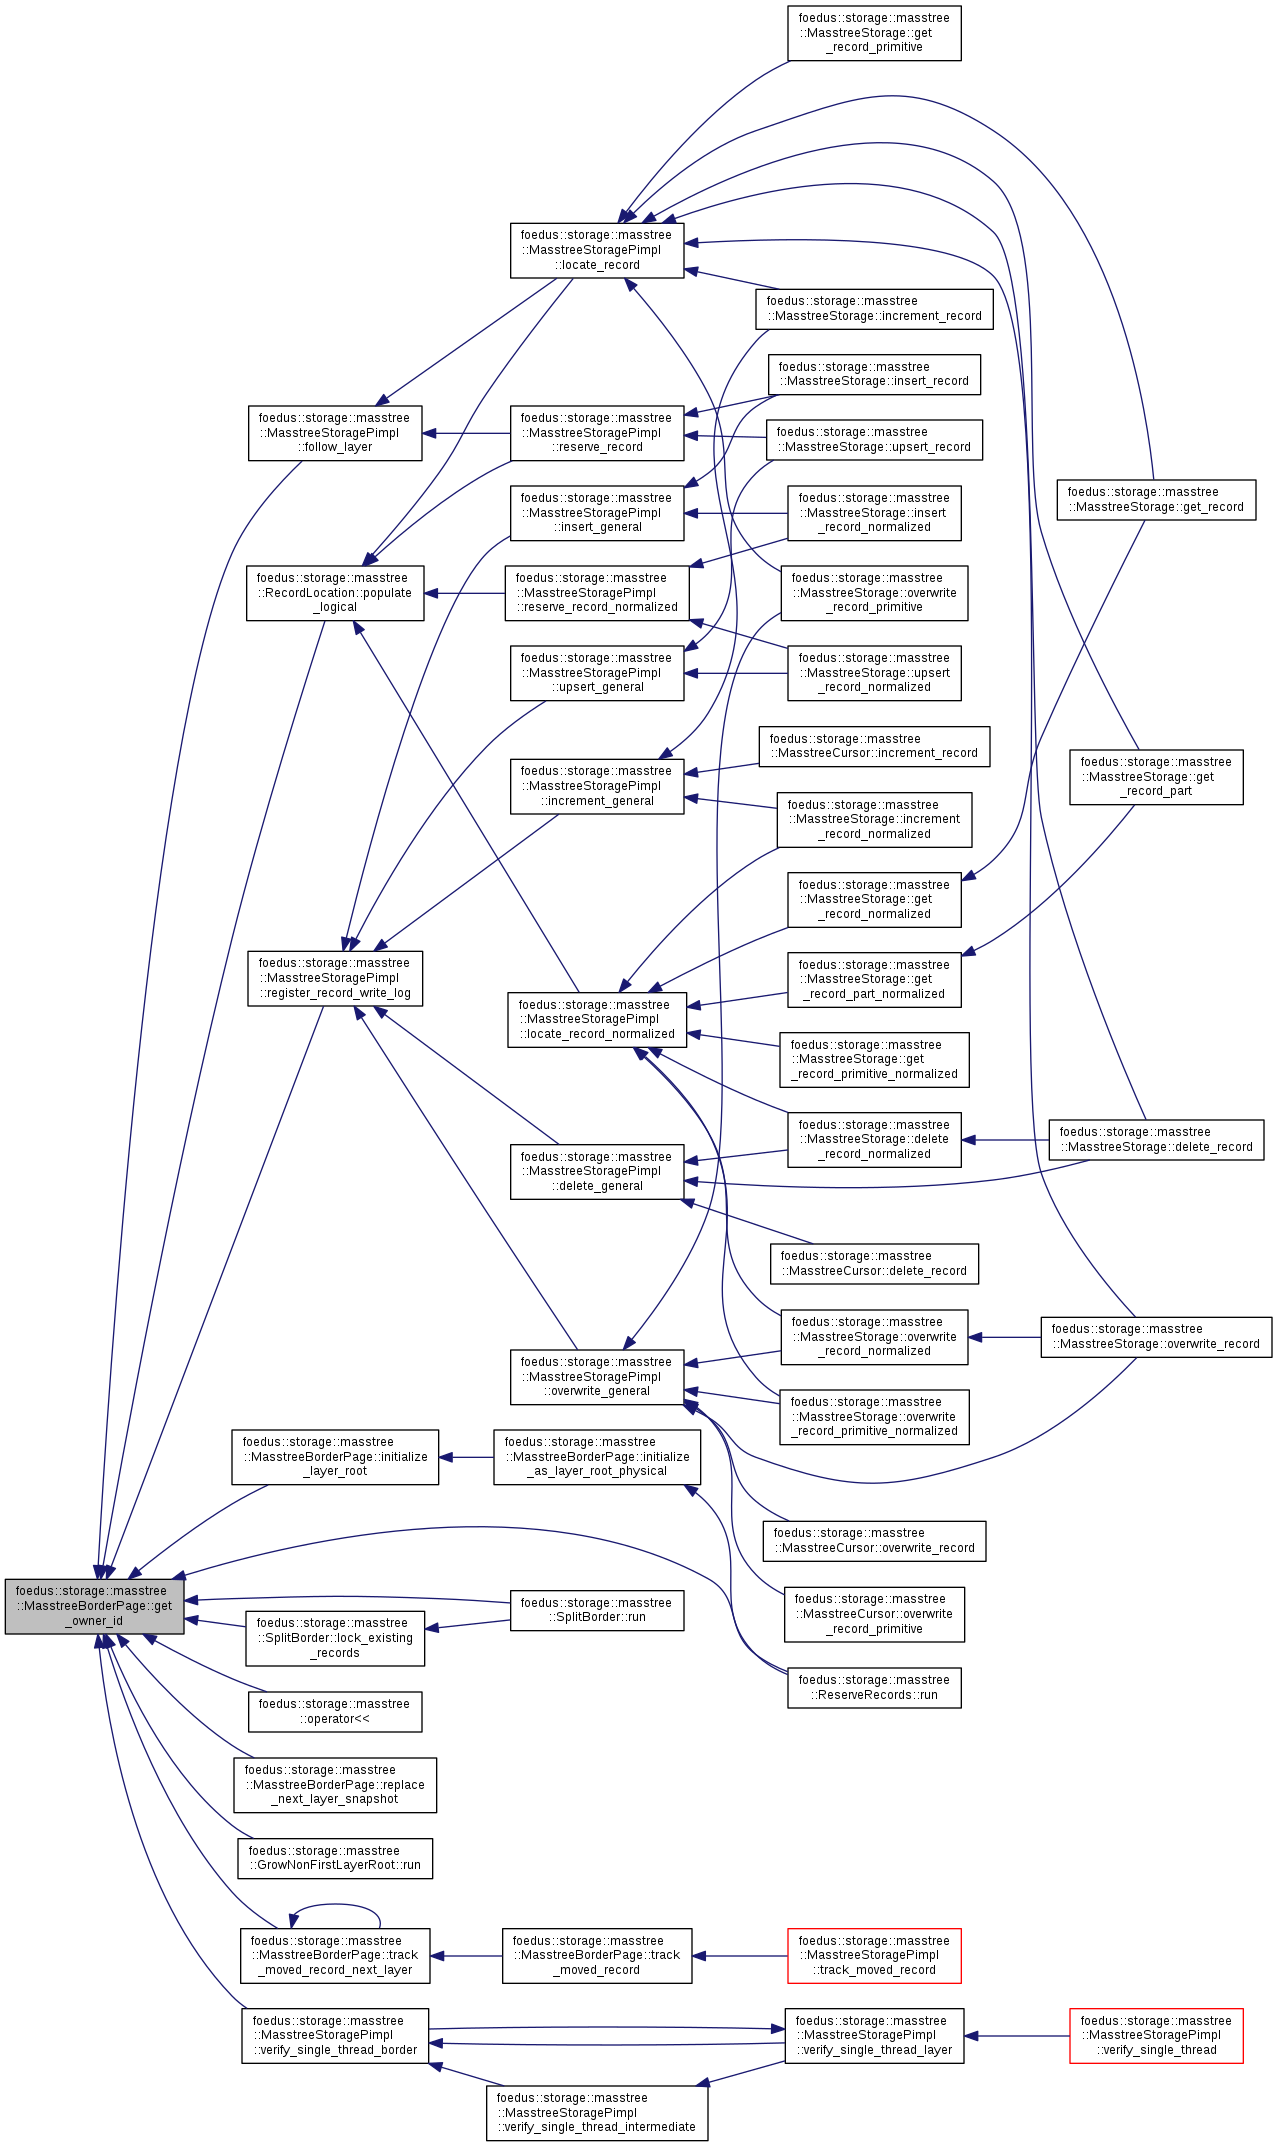 foedus::storage::masstree
::MasstreeStorage::get
_record_primitive
foedus::storage::masstree
::MasstreeStoragePimpl
::locate_record
foedus::storage::masstree
::MasstreeStorage::increment_record
foedus::storage::masstree
::MasstreeStorage::insert_record
foedus::storage::masstree
::MasstreeStoragePimpl
::follow_layer
foedus::storage::masstree
::MasstreeStoragePimpl
::reserve_record
foedus::storage::masstree
::MasstreeStorage::upsert_record
foedus::storage::masstree
::MasstreeStorage::get_record
foedus::storage::masstree
::MasstreeStoragePimpl
::insert_general
foedus::storage::masstree
::MasstreeStorage::insert
_record_normalized
foedus::storage::masstree
::RecordLocation::populate
_logical
foedus::storage::masstree
::MasstreeStoragePimpl
::reserve_record_normalized
foedus::storage::masstree
::MasstreeStorage::overwrite
_record_primitive
foedus::storage::masstree
::MasstreeStoragePimpl
::upsert_general
foedus::storage::masstree
::MasstreeStorage::upsert
_record_normalized
foedus::storage::masstree
::MasstreeCursor::increment_record
foedus::storage::masstree
::MasstreeStorage::get
_record_part
foedus::storage::masstree
::MasstreeStoragePimpl
::increment_general
foedus::storage::masstree
::MasstreeStorage::increment
_record_normalized
foedus::storage::masstree
::MasstreeStorage::get
_record_normalized
foedus::storage::masstree
::MasstreeStoragePimpl
::register_record_write_log
foedus::storage::masstree
::MasstreeStorage::get
_record_part_normalized
foedus::storage::masstree
::MasstreeStoragePimpl
::locate_record_normalized
foedus::storage::masstree
::MasstreeStorage::get
_record_primitive_normalized
foedus::storage::masstree
::MasstreeStorage::delete
_record_normalized
foedus::storage::masstree
::MasstreeStorage::delete_record
foedus::storage::masstree
::MasstreeStoragePimpl
::delete_general
foedus::storage::masstree
::MasstreeCursor::delete_record
foedus::storage::masstree
::MasstreeStorage::overwrite
_record_normalized
foedus::storage::masstree
::MasstreeStorage::overwrite_record
foedus::storage::masstree
::MasstreeStoragePimpl
::overwrite_general
foedus::storage::masstree
::MasstreeStorage::overwrite
_record_primitive_normalized
foedus::storage::masstree
::MasstreeBorderPage::initialize
_layer_root
foedus::storage::masstree
::MasstreeBorderPage::initialize
_as_layer_root_physical
foedus::storage::masstree
::MasstreeCursor::overwrite_record
foedus::storage::masstree
::MasstreeBorderPage::get
_owner_id
foedus::storage::masstree
::SplitBorder::run
foedus::storage::masstree
::MasstreeCursor::overwrite
_record_primitive
foedus::storage::masstree
::SplitBorder::lock_existing
_records
foedus::storage::masstree
::ReserveRecords::run
foedus::storage::masstree
::operator<<
foedus::storage::masstree
::MasstreeBorderPage::replace
_next_layer_snapshot
foedus::storage::masstree
::GrowNonFirstLayerRoot::run
foedus::storage::masstree
::MasstreeBorderPage::track
_moved_record_next_layer
foedus::storage::masstree
::MasstreeBorderPage::track
_moved_record
foedus::storage::masstree
::MasstreeStoragePimpl
::track_moved_record
foedus::storage::masstree
::MasstreeStoragePimpl
::verify_single_thread_border
foedus::storage::masstree
::MasstreeStoragePimpl
::verify_single_thread_layer
foedus::storage::masstree
::MasstreeStoragePimpl
::verify_single_thread
foedus::storage::masstree
::MasstreeStoragePimpl
::verify_single_thread_intermediate